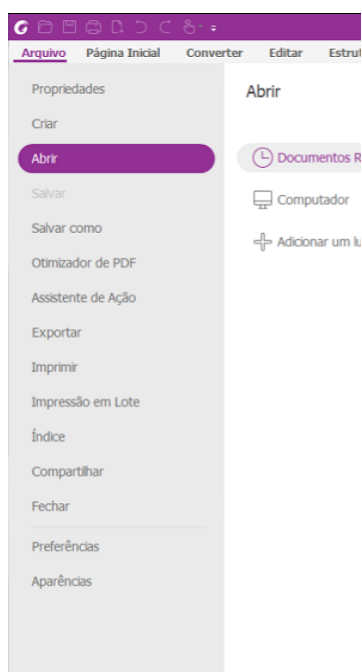 Arquivo Página Inicial Converter Editar
Propriedades
Criar
Abrir
Salvar
Salvar como
Otimizador de PDF
Assistente de Ação
Exportar
Imprimir
Impressão em Lote
Índice
Compartilhar
Fechar
Preferências
Aparências
Abrir
Documentos R
Computador
Adicionar um lu